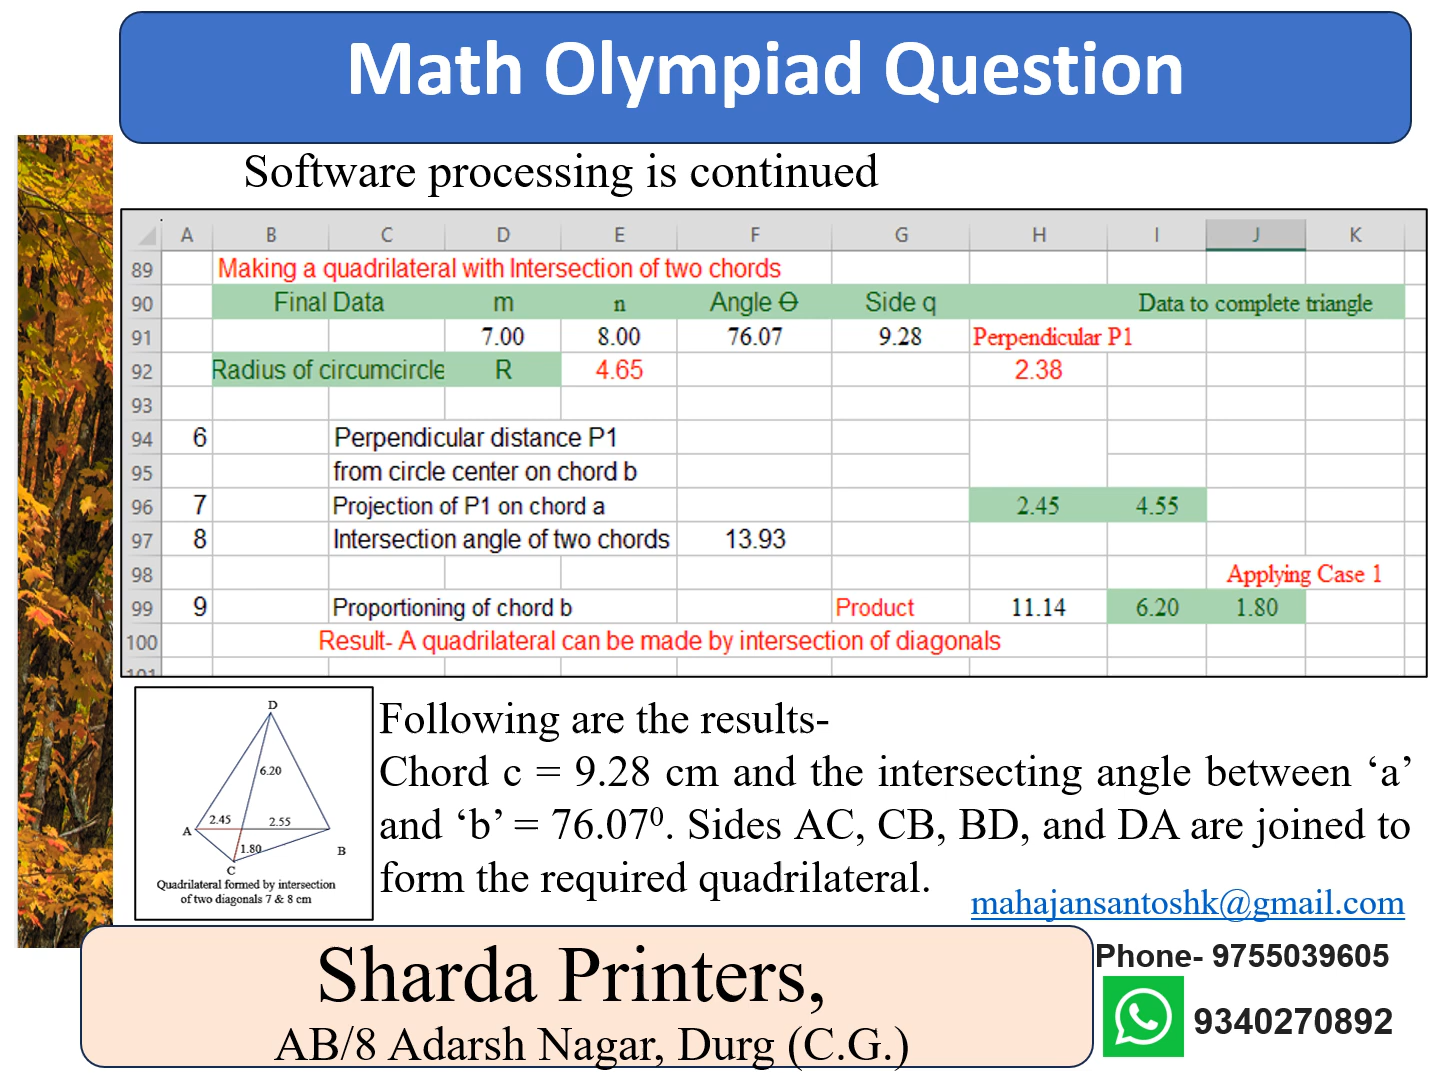 Math Olympiad Question
Software processing is continued
A B C D E F G H I J K
89 Making a quadrilateral with Intersection of two chords
90 Final Data m n Angle Ɵ Side q Data to complete triangle
91 7.00 8.00 76.07 9.28 Perpendicular P1
92 Radius of circumcircle R 4.65 2.38
93
94 6 Perpendicular distance P1
95 from circle center on chord b
96 7 Projection of P1 on chord a 2.45 4.55
97 8 Intersection angle of two chords 13.93
98 Applying Case 1
99 9 Proportioning of chord b Product 11.14 6.20 1.80
100 Result- A quadrilateral can be made by intersection of diagonals
101
D
6.20
A 2.45 2.55
1.80 B
C
Quadrilateral formed by intersection
of two diagonals 7 & 8 cm
Following are the results-
Chord c = 9.28 cm and the intersecting angle between ‘a’
and ‘b’ = 76.07⁰. Sides AC, CB, BD, and DA are joined to
form the required quadrilateral.
mahajansantoshk@gmail.com
Sharda Printers,
AB/8 Adarsh Nagar, Durg (C.G.)
Phone- 9755039605
9340270892